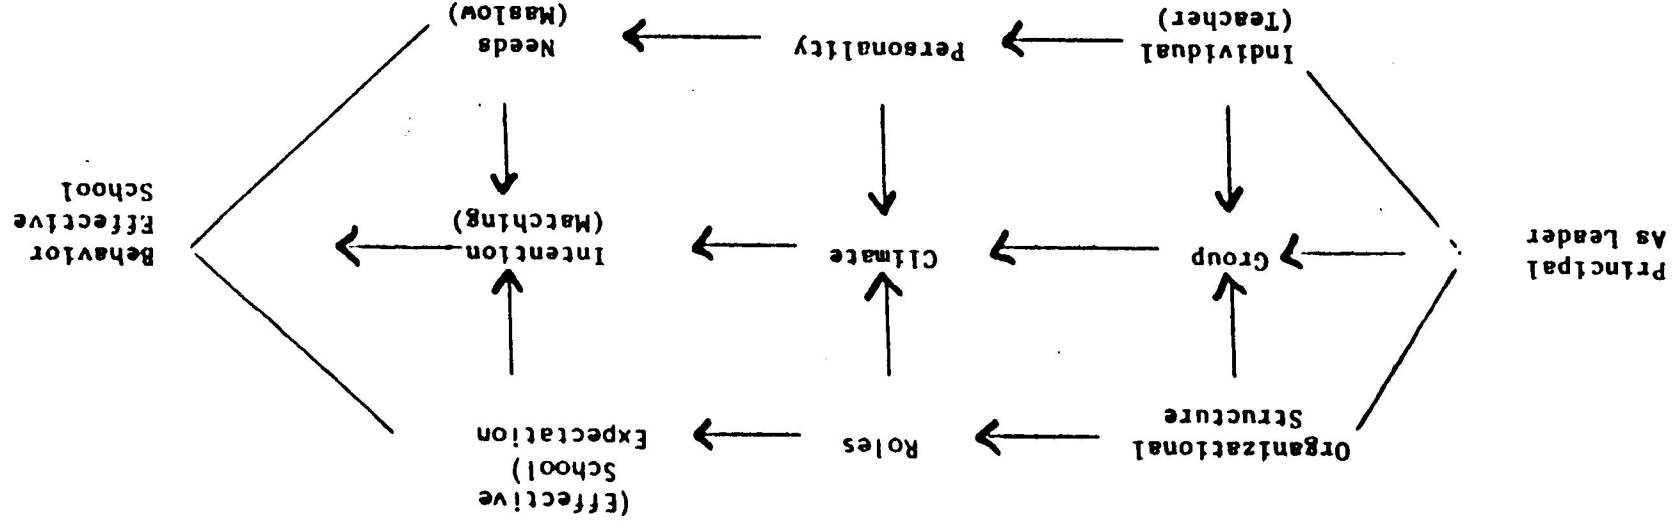 Organizational
Structure
Roles
(Effective
School)
Expectation
Principal
As Leader
Group
Climate
Intention
(Matching)
Behavior
Effective
School
Individual
(Teacher)
Personality
Needs
(Maslow)